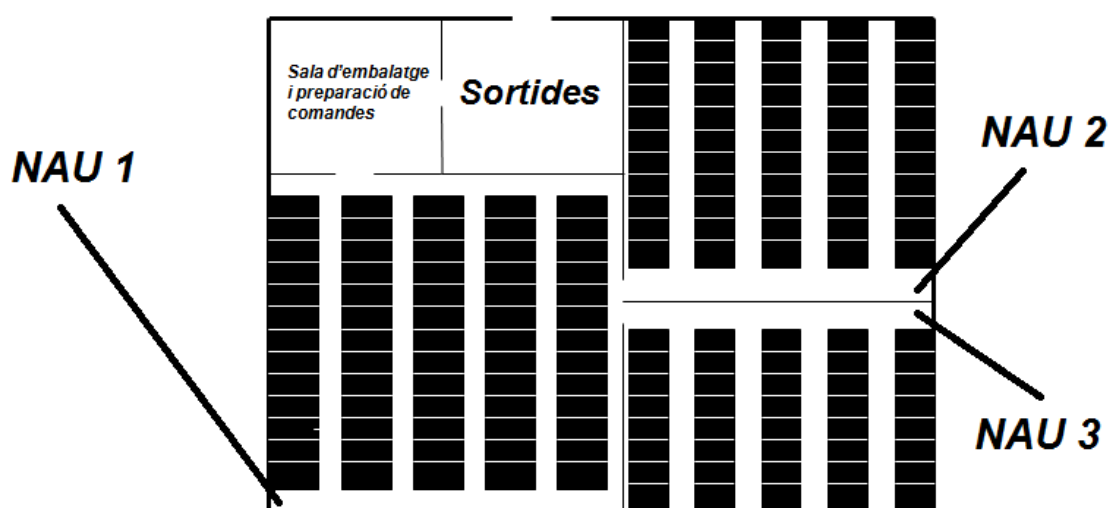 Sala d'embalatge
i preparació de
comandes
Sortides
NAU 1
NAU 2
NAU 3